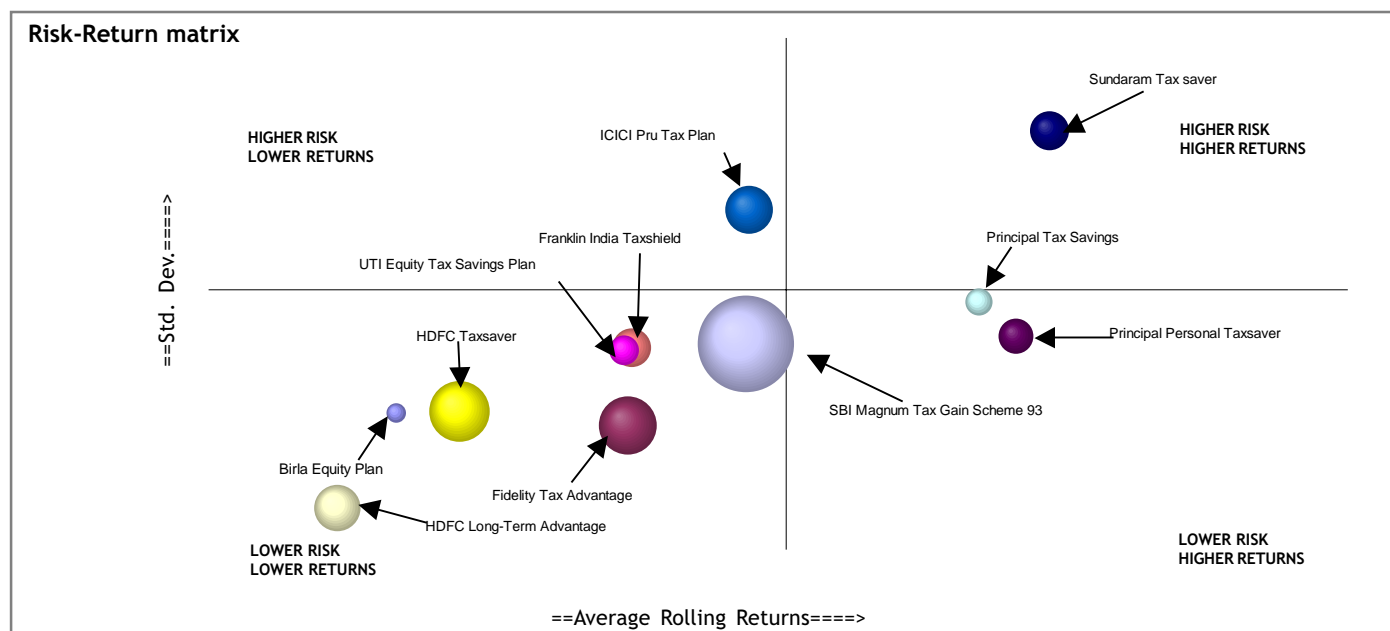 Risk-Return matrix
Sundaram Tax saver
HIGHER RISK
LOWER RETURNS
ICICI Pru Tax Plan
HIGHER RISK
HIGHER RETURNS
Franklin India Taxshield
Principal Tax Savings
UTI Equity Tax Savings Plan
==Std. Dev.====>
HDFC Taxsaver
Principal Personal Taxsaver
SBI Magnum Tax Gain Scheme 93
Birla Equity Plan
Fidelity Tax Advantage
HDFC Long-Term Advantage
LOWER RISK
LOWER RETURNS
LOWER RISK
HIGHER RETURNS
==Average Rolling Returns====>